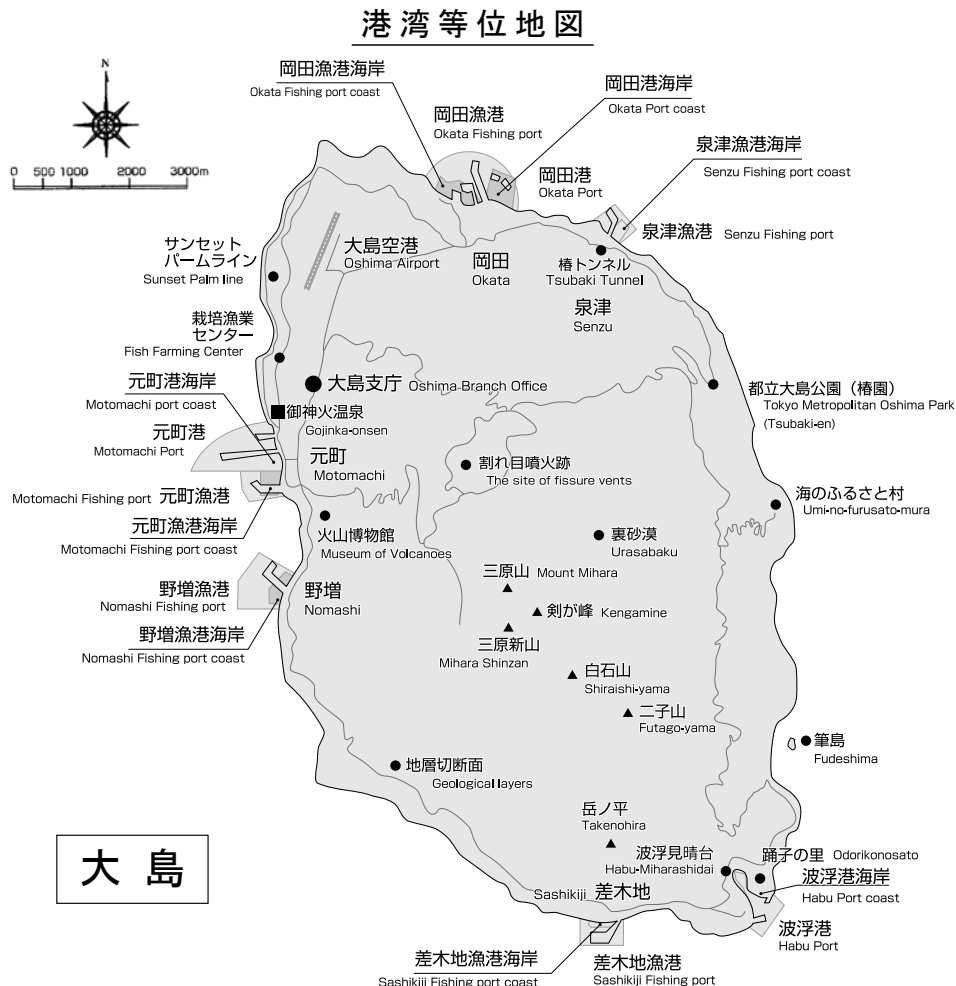 港湾等位地図
N
0 500 1000 2000 3000m
岡田漁港海岸
Okata Fishing port coast
岡田港海岸
Okata Port coast
岡田漁港
Okata Fishing port
岡田港
Okata Port
泉津漁港海岸
Senzu Fishing port coast
泉津漁港 Senzu Fishing port
サンセット
パームライン
Sunset Palm line
大島空港
Oshima Airport
岡田
Okata
椿トンネル
Tsubaki Tunnel
泉津
Senzu
栽培漁業
センター
Fish Farming Center
大島支庁 Oshima Branch Office
元町港海岸
Motomachi port coast
御神火温泉
Gojinka-onsen
都立大島公園（椿園）
Tokyo Metropolitan Oshima Park
(Tsubaki-en)
元町港
Motomachi Port
元町
Motomachi
割れ目噴火跡
The site of fissure vents
Motomachi Fishing port 元町漁港
海のふるさと村
Umi-no-furusato-mura
元町漁港海岸
Motomachi Fishing port coast
火山博物館
Museum of Volcanoes
裏砂漠
Urasabaku
三原山 Mount Mihara
野増漁港
Nomashi Fishing port
野増
Nomashi
剣が峰 Kengamine
野増漁港海岸
Nomashi Fishing port coast
三原新山
Mihara Shinzan
白石山
Shiraishi-yama
二子山
Futago-yama
筆島
Fudeshima
地層切断面
Geological layers
岳ノ平
Takenohira
大島
波浮見晴台
Habu-Miharashidai
踊子の里 Odorikonosato
波浮港海岸
Habu Port coast
Sashikiji 差木地
波浮港
Habu Port
差木地漁港海岸
Sashikiji Fishing port coast
差木地漁港
Sashikiji Fishing port